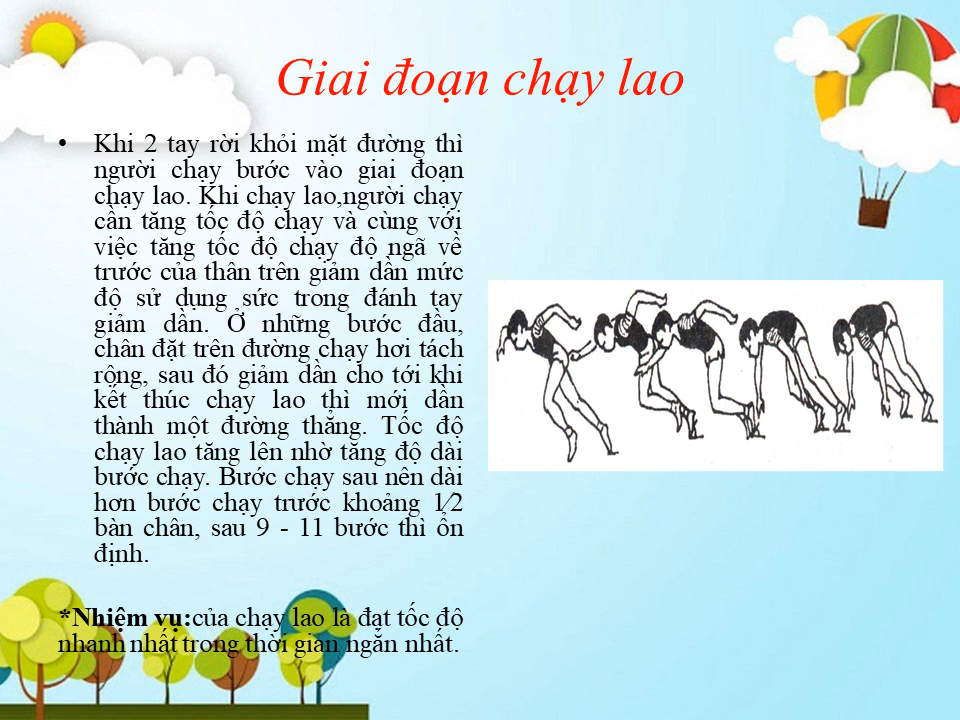 Giai đoạn chạy lao
• Khi 2 tay rời khỏi mặt đường thì
người chạy bước vào giai đoạn
chạy lao. Khi chạy lao,người chạy
cần tăng tốc độ chạy và cùng với
việc tăng tốc độ chạy độ ngã về
trước của thân trên giảm dần mức
độ sử dụng sức trong đánh tay
giảm dần. Ở những bước đầu,
chân đặt trên đường chạy hơi tách
rộng, sau đó giảm dần cho tới khi
kết thúc chạy lao thì mới dần
thành một đường thẳng. Tốc độ
chạy lao tăng lên nhờ tăng độ dài
bước chạy. Bước chạy sau nên dài
hơn bước chạy trước khoảng 1⁄2
bàn chân, sau 9 - 11 bước thì ổn
định.
*Nhiệm vụ:của chạy lao là đạt tốc độ
nhanh nhất trong thời gian ngắn nhất.